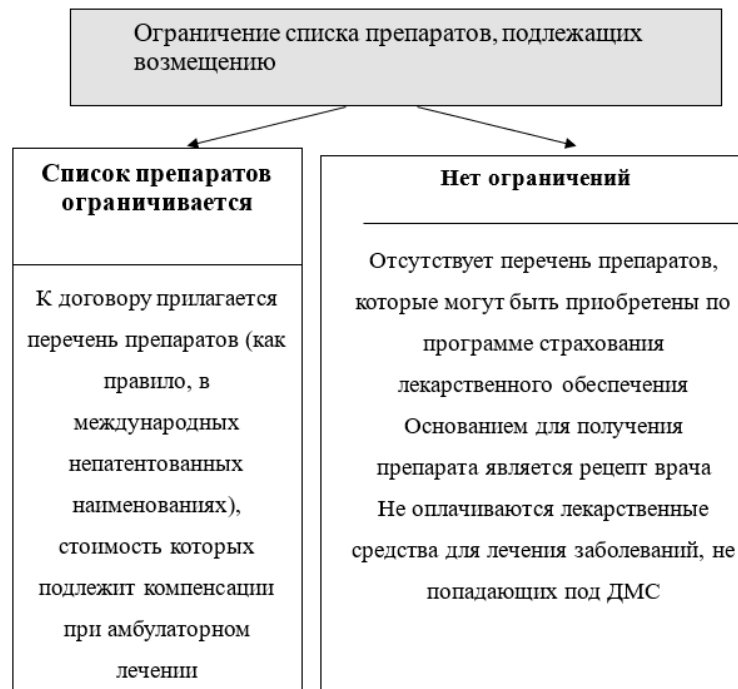 Ограничение списка препаратов, подлежащих
возмещению
Список препаратов
ограничивается
К договору прилагается
перечень препаратов (как
правило, в
международных
непатентованных
наименованиях),
стоимость которых
подлежит компенсации
при амбулаторном
лечении
Нет ограничений
Отсутствует перечень препаратов,
которые могут быть приобретены по
программе страхования
лекарственного обеспечения
Основанием для получения
препарата является рецепт врача
Не оплачиваются лекарственные
средства для лечения заболеваний, не
попадающих под ДМС